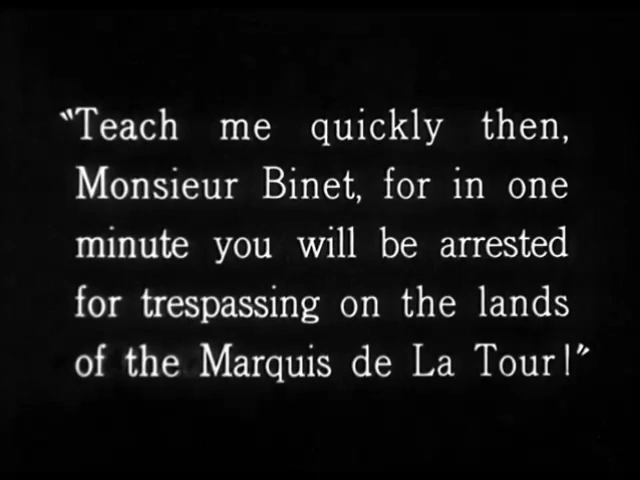 "Teach me quickly then,
Monsieur Binet, for in one
minute you will be arrested
for trespassing on the lands
of the Marquis de La Tour!"